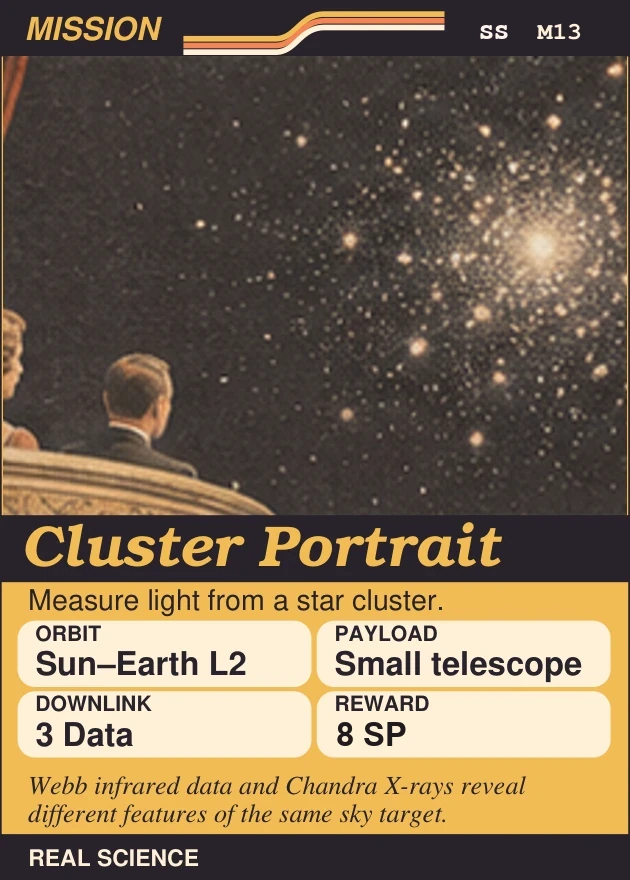 MISSION
SS M13
Cluster Portrait
Measure light from a star cluster.
ORBIT
Sun–Earth L2
PAYLOAD
Small telescope
DOWNLINK
3 Data
REWARD
8 SP
Webb infrared data and Chandra X-rays reveal
different features of the same sky target.
REAL SCIENCE